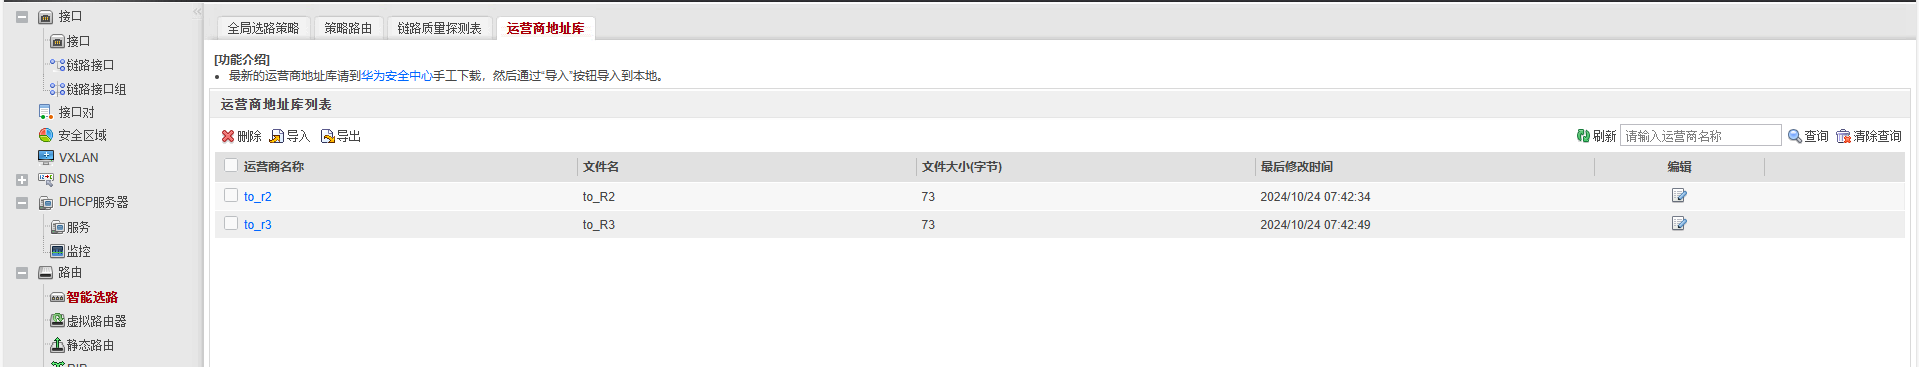 接口
接口
链路接口
链路接口组
接口对
安全区域
VXLAN
DNS
DHCP服务器
服务
监控
路由
智能选路
虚拟路由器
静态路由
全局选路策略 策略路由 链路质量探测表 运营商地址库
[功能介绍]
最新的运营商地址库请到华为安全中心手工下载，然后通过“导入”按钮导入到本地。
运营商地址库列表
删除 导入 导出 刷新 请输入运营商名称 查询 清除查询
运营商名称 文件名 文件大小(字节) 最后修改时间 编辑
to_r2 to_R2 73 2024/10/24 07:42:34
to_r3 to_R3 73 2024/10/24 07:42:49